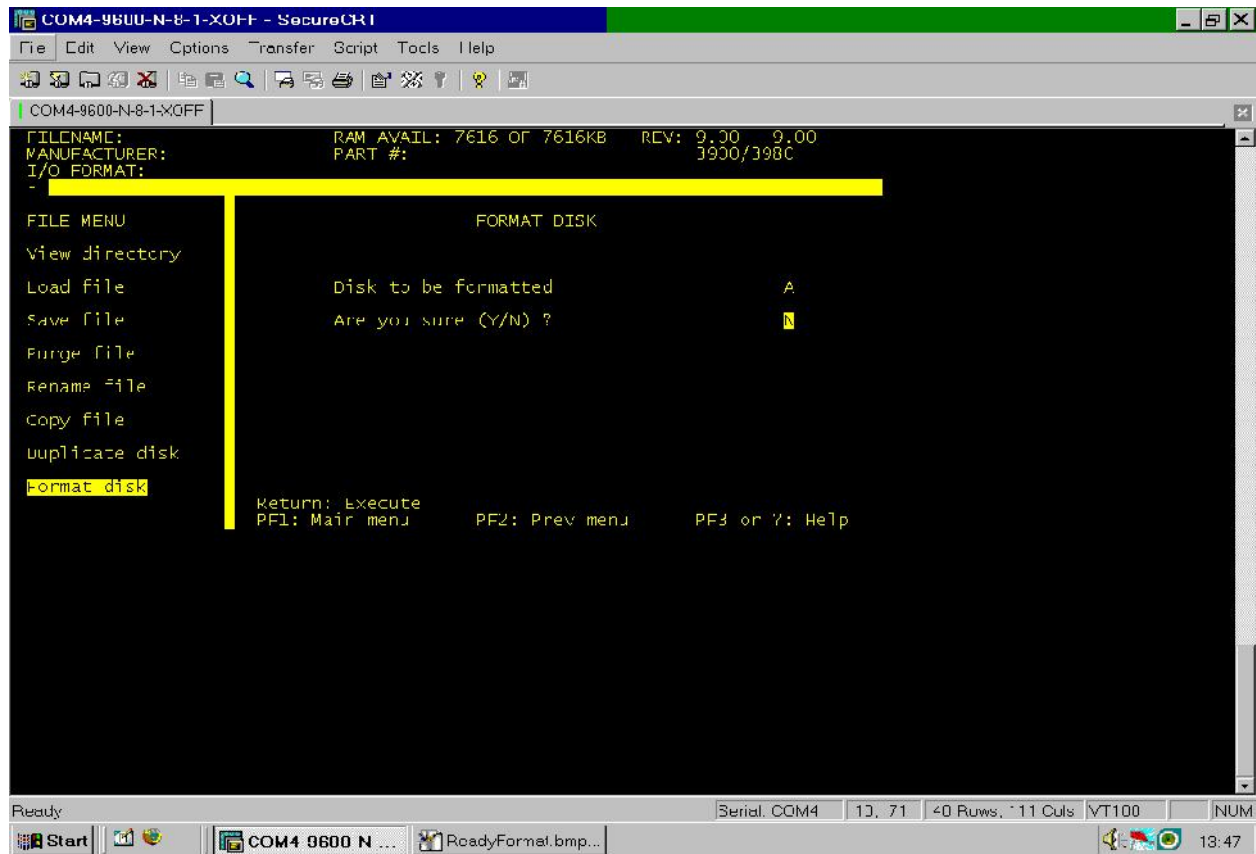 COM4-9600-N-8-1-XOFF - SecureCRT
File Edit View Options Transfer Script Tools Help
COM4-9600-N-8-1-XOFF
FILENAME: RAM AVAIL: 7616 OF 7616KB REV: 9.00 9.00
MANUFACTURER: PART #: 3900/3980
I/O FORMAT:
-
FILE MENU FORMAT DISK
View directory
Load file Disk to be formatted A
Save file Are you sure (Y/N) ? N
Purge file
Rename file
Copy file
Duplicate disk
Format disk
Return: Execute
PF1: Main menu PF2: Prev menu PF3 or ?: Help
Ready Serial: COM4 10, 71 40 Rows, 111 Cols VT100 NUM
Start COM4 9600 N ... ReadyFormat.bmp... 13:47